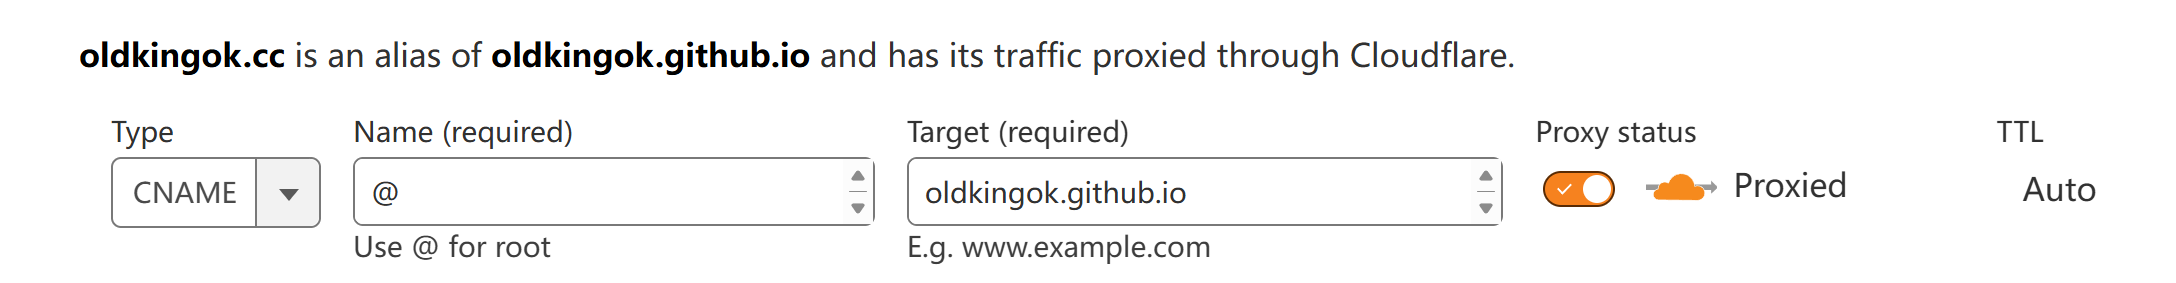 oldkingok.cc is an alias of oldkingok.github.io and has its traffic proxied through Cloudflare.
Type Name (required) Target (required) Proxy status TTL
CNAME @ oldkingok.github.io Proxied Auto
Use @ for root E.g. www.example.com